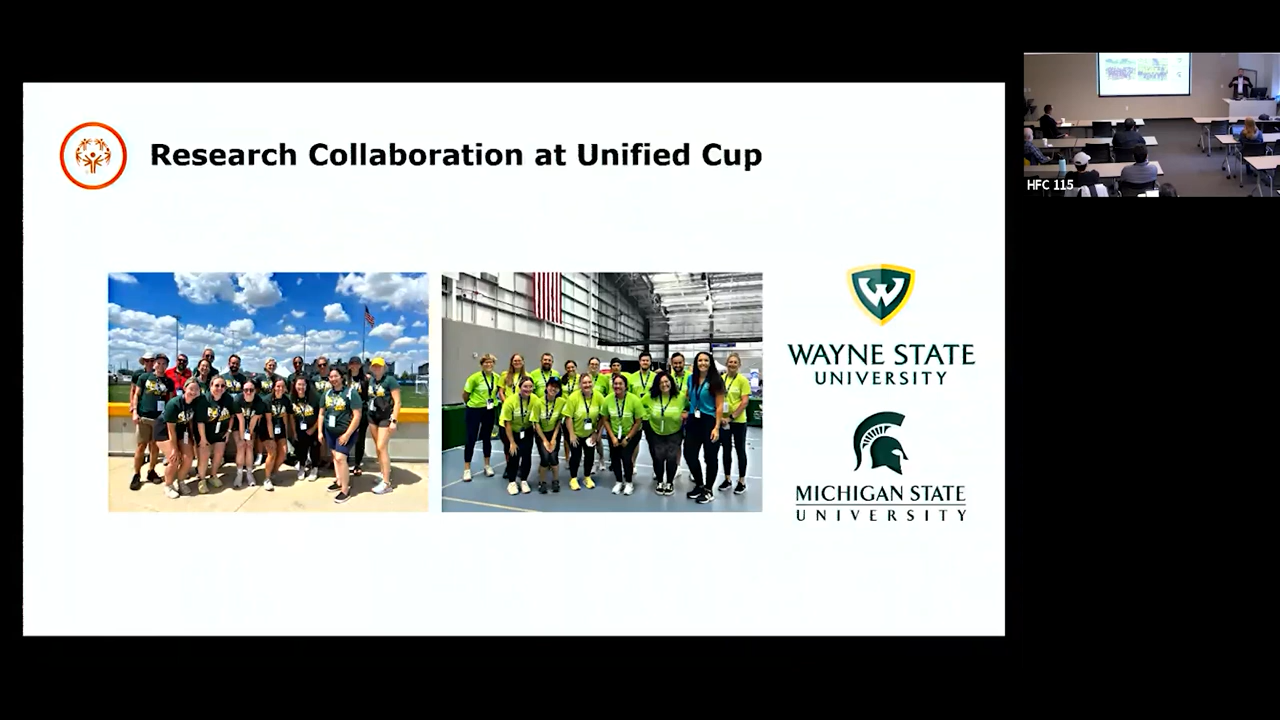 Research Collaboration at Unified Cup
WAYNE STATE
UNIVERSITY
MICHIGAN STATE
UNIVERSITY
HFC 115